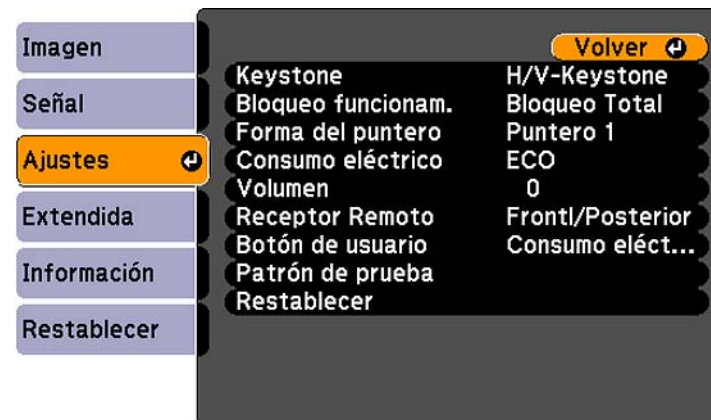 Imagen
Señal
Ajustes
Extendida
Información
Restablecer
Volver
Keystone H/V-Keystone
Bloqueo funcionam. Bloqueo Total
Forma del puntero Puntero 1
Consumo eléctrico ECO
Volumen 0
Receptor Remoto Frontl/Posterior
Botón de usuario Consumo eléct...
Patrón de prueba
Restablecer